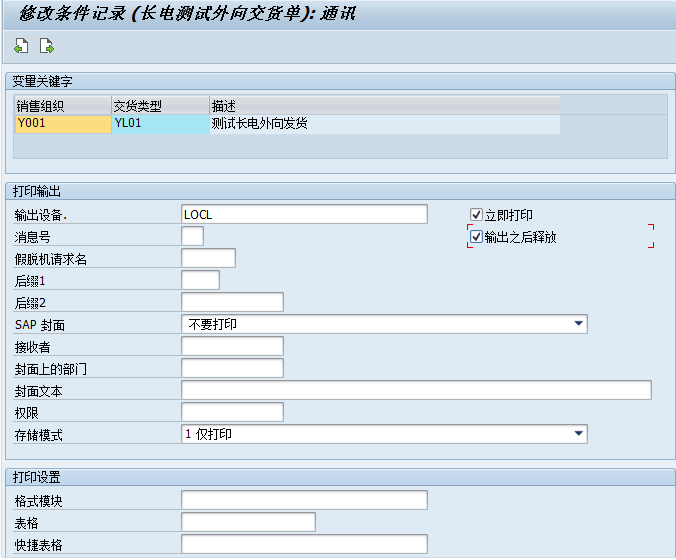 修改条件记录 (长电测试外向交货单): 通讯
变量关键字
销售组织 交货类型 描述
Y001 YL01 测试长电外向发货
打印输出
输出设备. LOCL 立即打印
消息号 输出之后释放
假脱机请求名
后缀1
后缀2
SAP 封面 不要打印
接收者
封面上的部门
封面文本
权限
存储模式 1 仅打印
打印设置
格式模块
表格
快捷表格